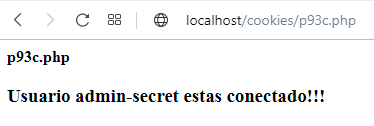 localhost/cookies/p93c.php
p93c.php
Usuario admin-secret estas conectado!!!